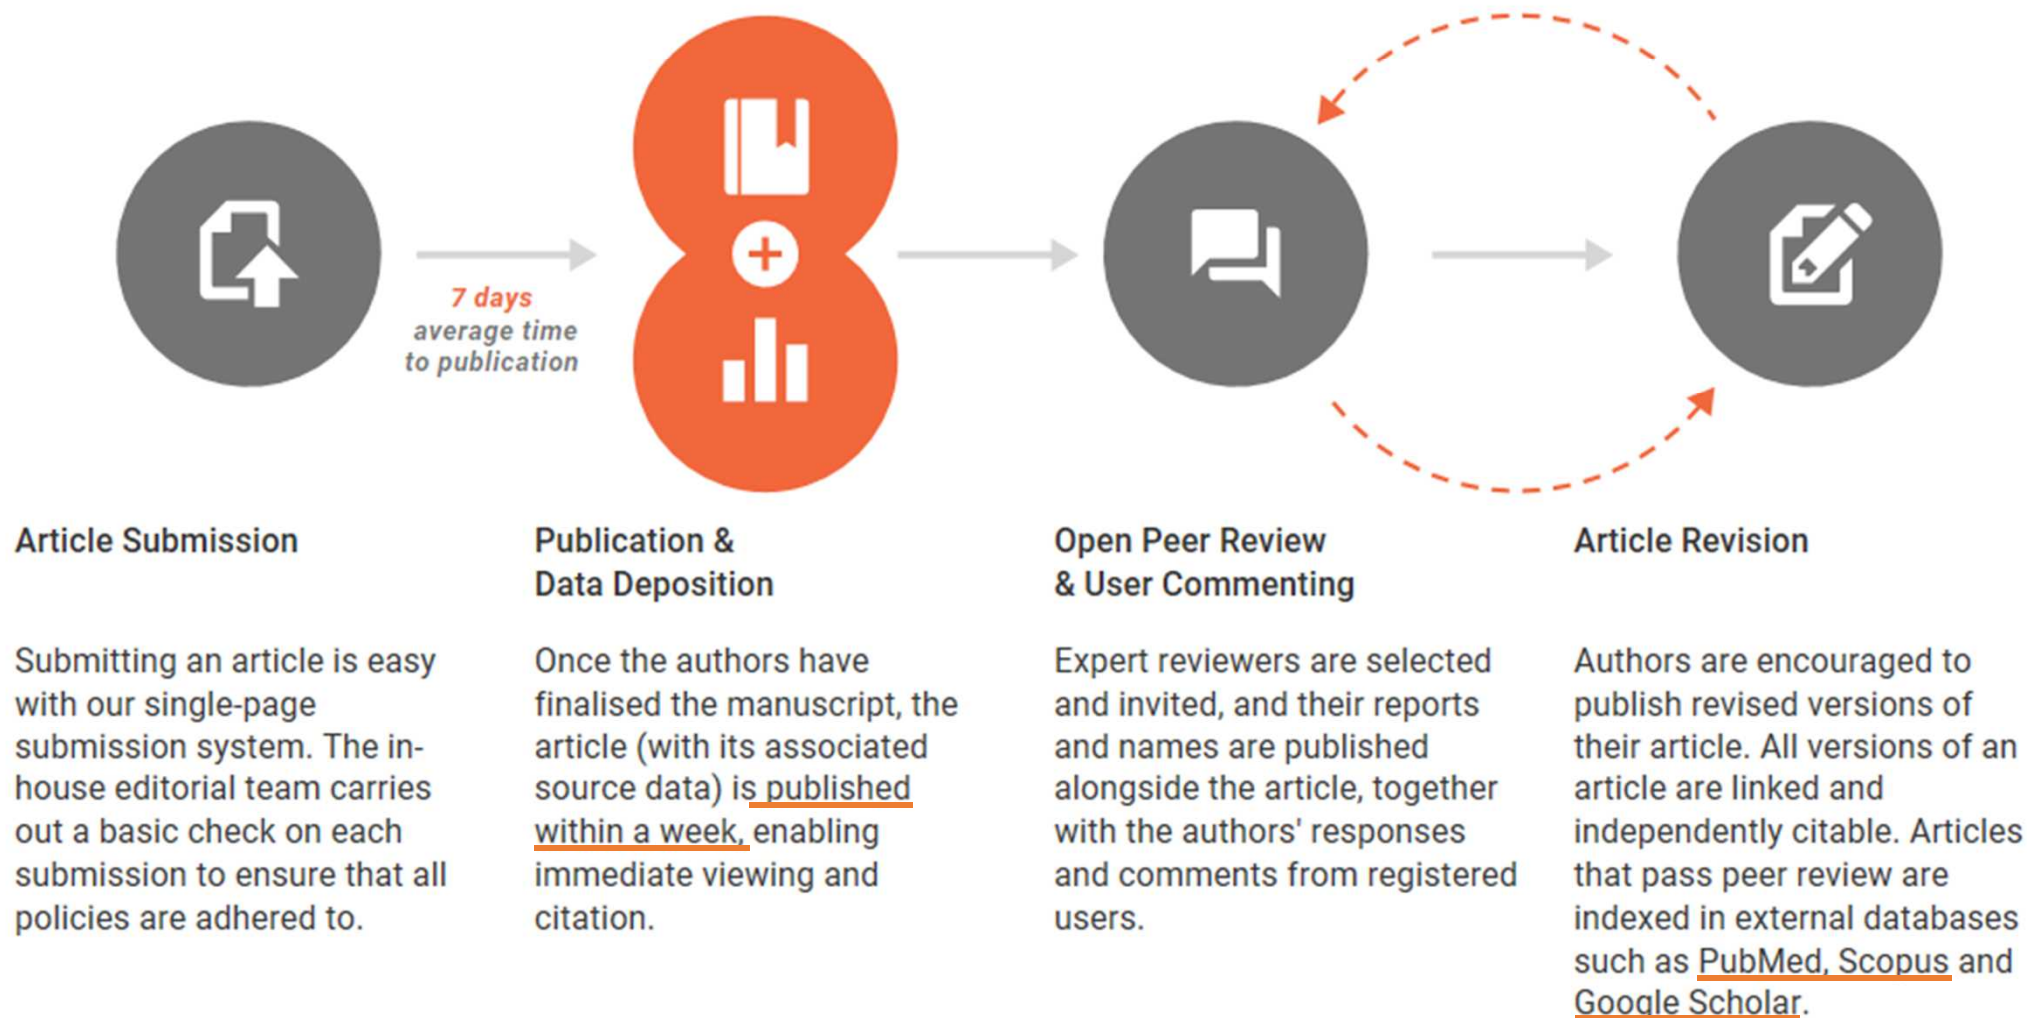 7 days
average time
to publication
Article Submission
Submitting an article is easy
with our single-page
submission system. The in-
house editorial team carries
out a basic check on each
submission to ensure that all
policies are adhered to.
Publication &
Data Deposition
Once the authors have
finalised the manuscript, the
article (with its associated
source data) is published
within a week, enabling
immediate viewing and
citation.
Open Peer Review
& User Commenting
Expert reviewers are selected
and invited, and their reports
and names are published
alongside the article, together
with the authors' responses
and comments from registered
users.
Article Revision
Authors are encouraged to
publish revised versions of
their article. All versions of an
article are linked and
independently citable. Articles
that pass peer review are
indexed in external databases
such as PubMed, Scopus and
Google Scholar.